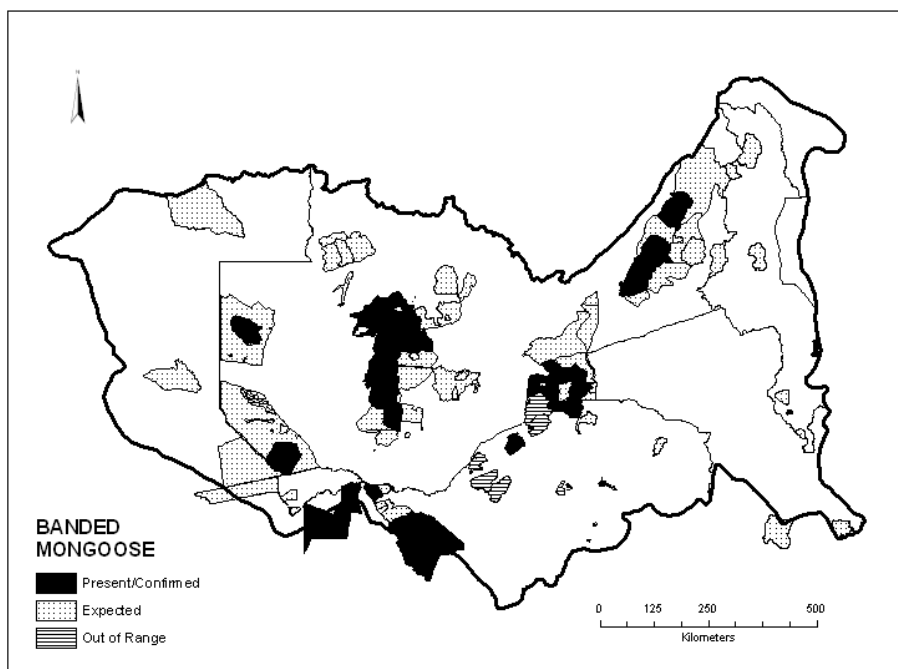 N
BANDED
MONGOOSE
Present/Confirmed
Expected
Out of Range
0 125 250 500
Kilometers